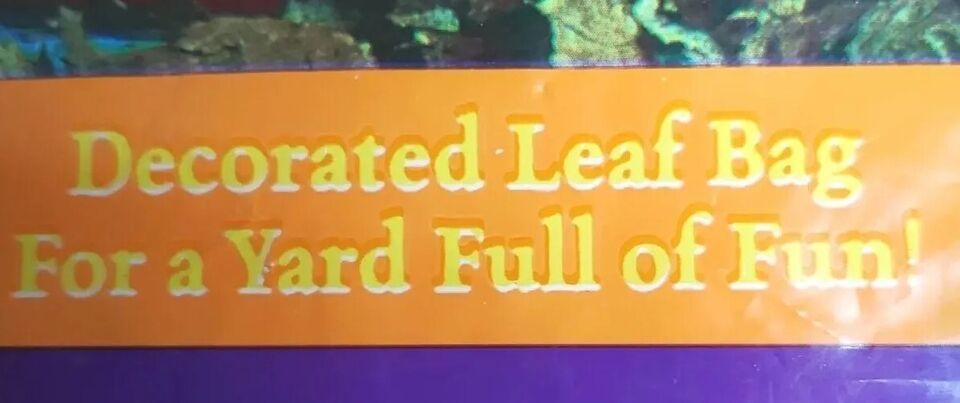 Decorated Leaf Bag
For a Yard Full of Fun!